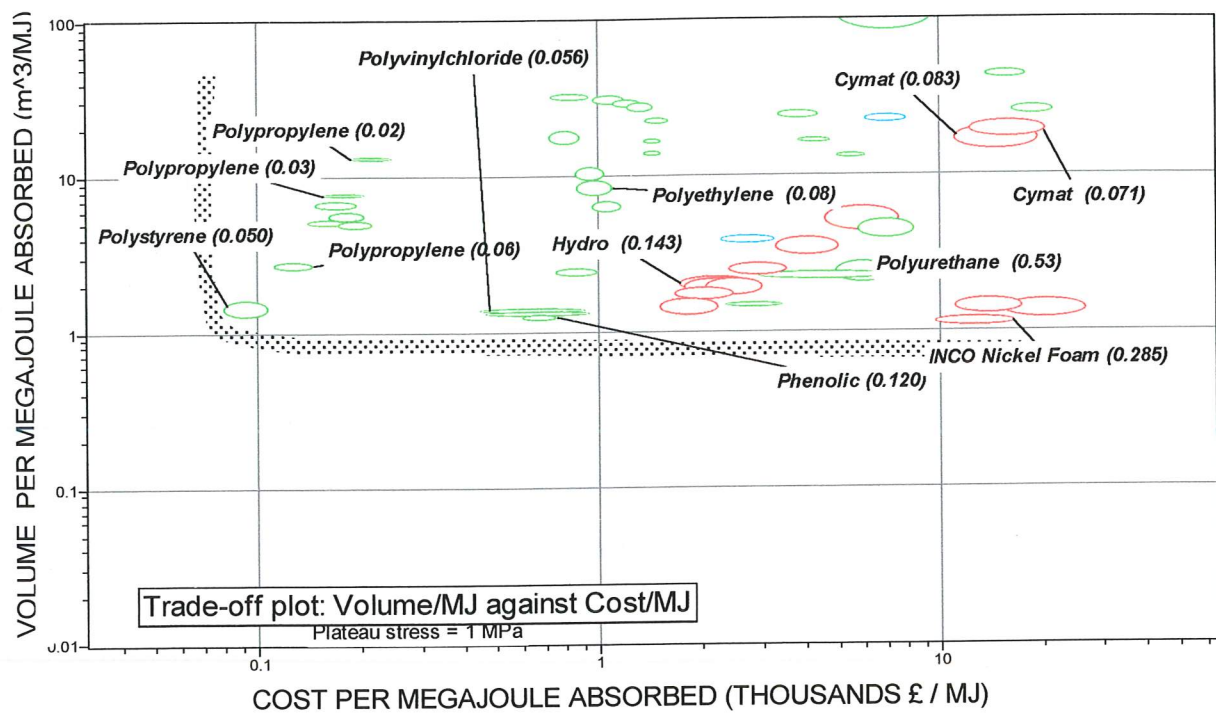 VOLUME PER MEGAJOULE ABSORBED (m^3/MJ)
100
10
1
0.1
0.01
Polyvinylchloride (0.056)
Cymat (0.083)
Polypropylene (0.02)
Polypropylene (0.03)
Cymat (0.071)
Polyethylene (0.08)
Polystyrene (0.050)
Polypropylene (0.06)
Hydro (0.143)
Polyurethane (0.53)
INCO Nickel Foam (0.285)
Phenolic (0.120)
Trade-off plot: Volume/MJ against Cost/MJ
Plateau stress = 1 MPa
0.1
1
10
COST PER MEGAJOULE ABSORBED (THOUSANDS £ / MJ)